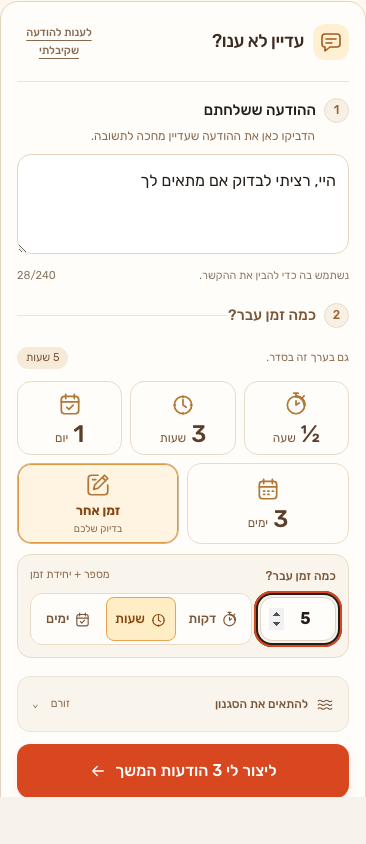 עדיין לא ענו?
לענות להודעה
שקיבלתי
1
ההודעה ששלחתם
הדביקו כאן את ההודעה שעדיין מחכה לתשובה.
היי, רציתי לבדוק אם מתאים לך
נשתמש בה כדי להבין את ההקשר.
28/240
2
כמה זמן עבר?
גם בערך זה בסדר.
5 שעות
½ שעה
3 שעות
1 יום
3 ימים
זמן אחר
בדיוק שלכם
כמה זמן עבר?
מספר + יחידת זמן
5
דקות
שעות
ימים
להתאים את הסגנון
זורם
ליצור לי 3 הודעות המשך ←